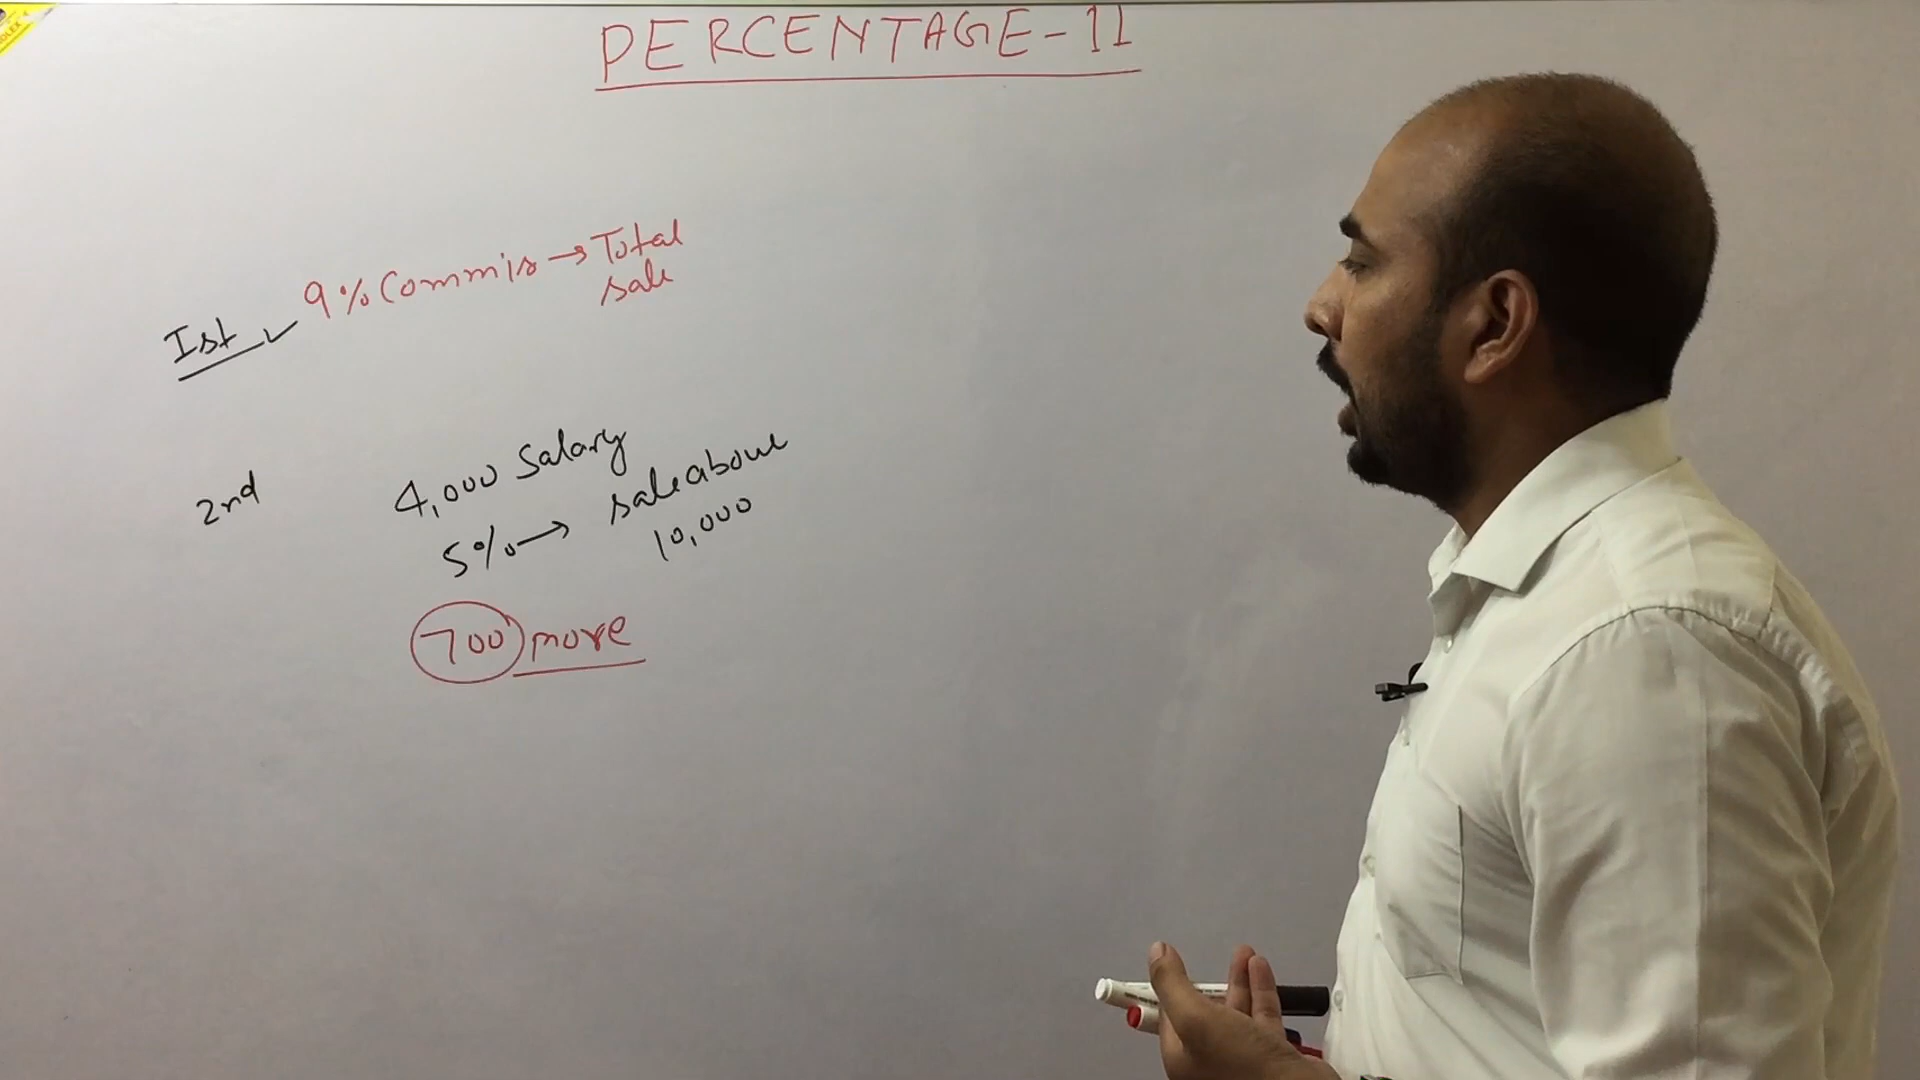 PERCENTAGE-11
9% Commis → Total
sale
Ist
4,000 Salary
2nd
5% → sale above
10,000
700 more